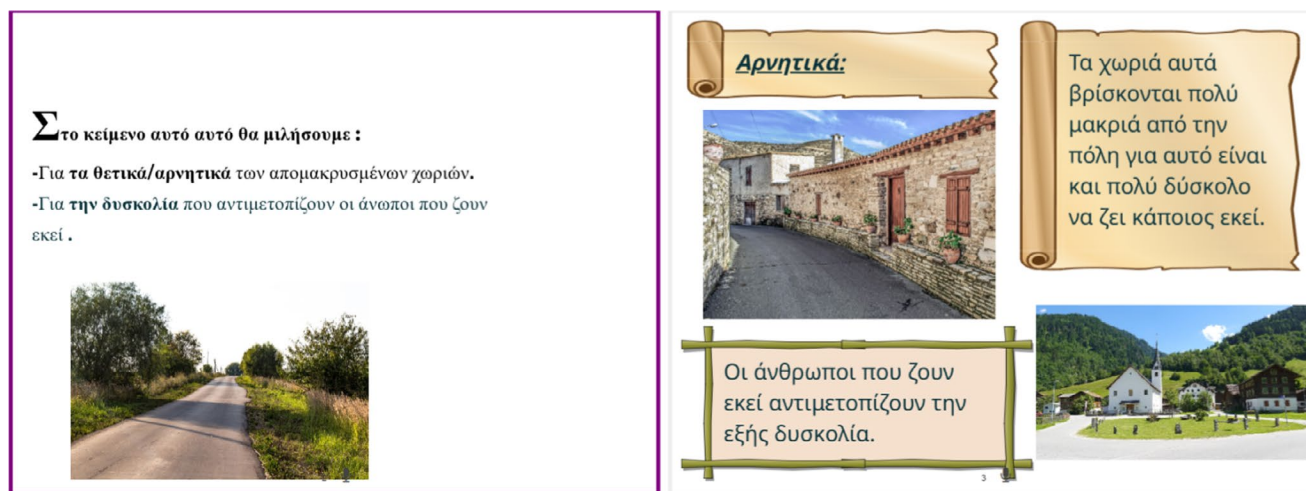 Στο κείμενο αυτό αυτό θα μιλήσουμε :
-Για τα θετικά/αρνητικά των απομακρυσμένων χωριών.
-Για την δυσκολία που αντιμετοπίζουν οι άνωποι που ζουν
εκεί .
Αρνητικά:
Τα χωριά αυτά
βρίσκονται πολύ
μακριά από την
πόλη για αυτό είναι
και πολύ δύσκολο
να ζει κάποιος εκεί.
Οι άνθρωποι που ζουν
εκεί αντιμετοπίζουν την
εξής δυσκολία.
3